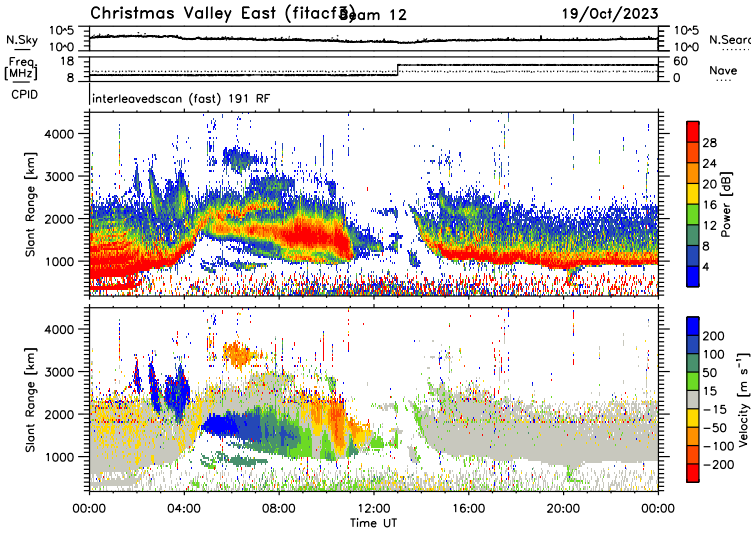 Christmas Valley East (fitacf3) Beam 12 19/Oct/2023
N.Sky 10^5 10^0 10^5 10^0 N.Searc
Freq. [MHz] 18 8 60 0 Nave
CPID interleavedscan (fast) 191 RF
Slant Range [km] 4000 3000 2000 1000
28 24 20 16 12 8 4 Power [dB]
Slant Range [km] 4000 3000 2000 1000
200 100 50 15 -15 -50 -100 -200 Velocity [m s⁻¹]
00:00 04:00 08:00 12:00 16:00 20:00 00:00
Time UT